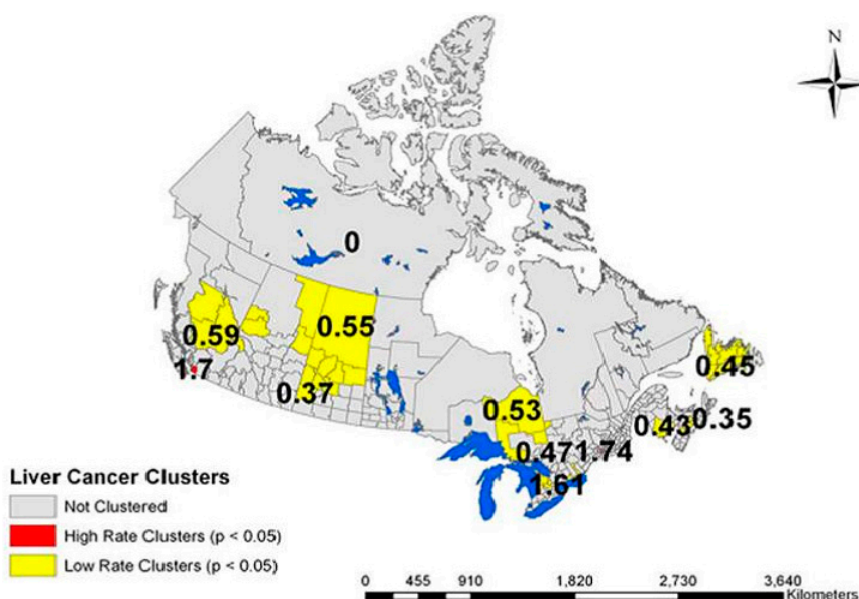 N
0
0.59
0.55
1.7
0.37
0.53
0.45
0.43
0.35
0.47
1.74
1.61
Liver Cancer Clusters
Not Clustered
High Rate Clusters (p < 0.05)
Low Rate Clusters (p < 0.05)
0 455 910 1,820 2,730 3,640
Kilometers